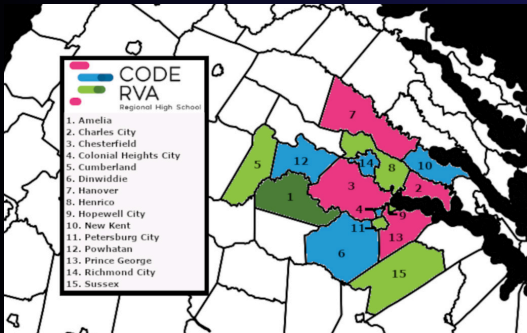 CODE
RVA
Regional High School
1. Amelia
2. Charles City
3. Chesterfield
4. Colonial Heights City
5. Cumberland
6. Dinwiddie
7. Hanover
8. Henrico
9. Hopewell City
10. New Kent
11. Petersburg City
12. Powhatan
13. Prince George
14. Richmond City
15. Sussex
7
5
12
14
8
10
1
3
2
4
9
11
13
6
15